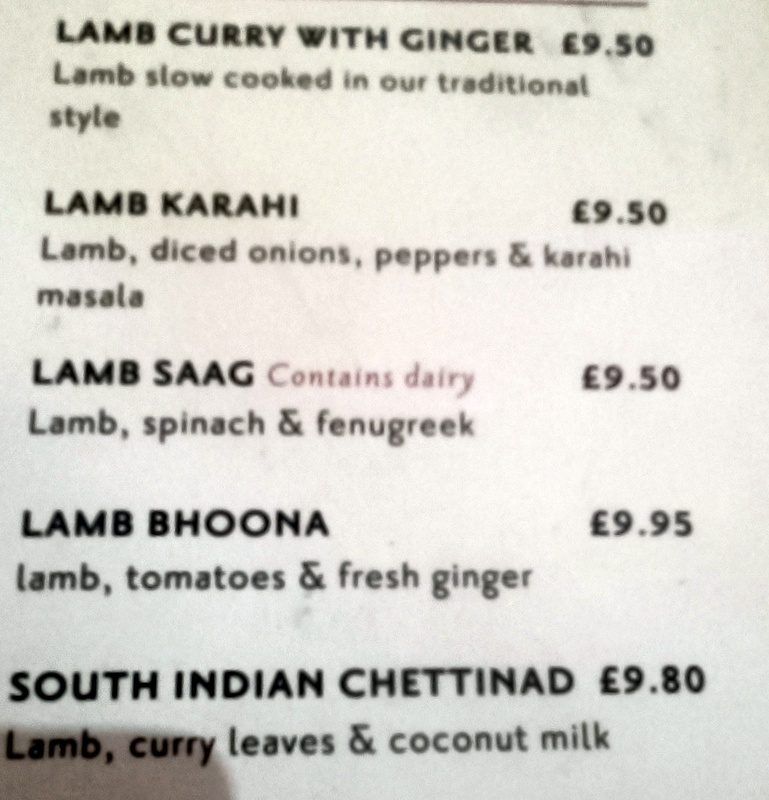 LAMB CURRY WITH GINGER £9.50
Lamb slow cooked in our traditional
style
LAMB KARAHI £9.50
Lamb, diced onions, peppers & karahi
masala
LAMB SAAG Contains dairy £9.50
Lamb, spinach & fenugreek
LAMB BHOONA £9.95
lamb, tomatoes & fresh ginger
SOUTH INDIAN CHETTINAD £9.80
Lamb, curry leaves & coconut milk